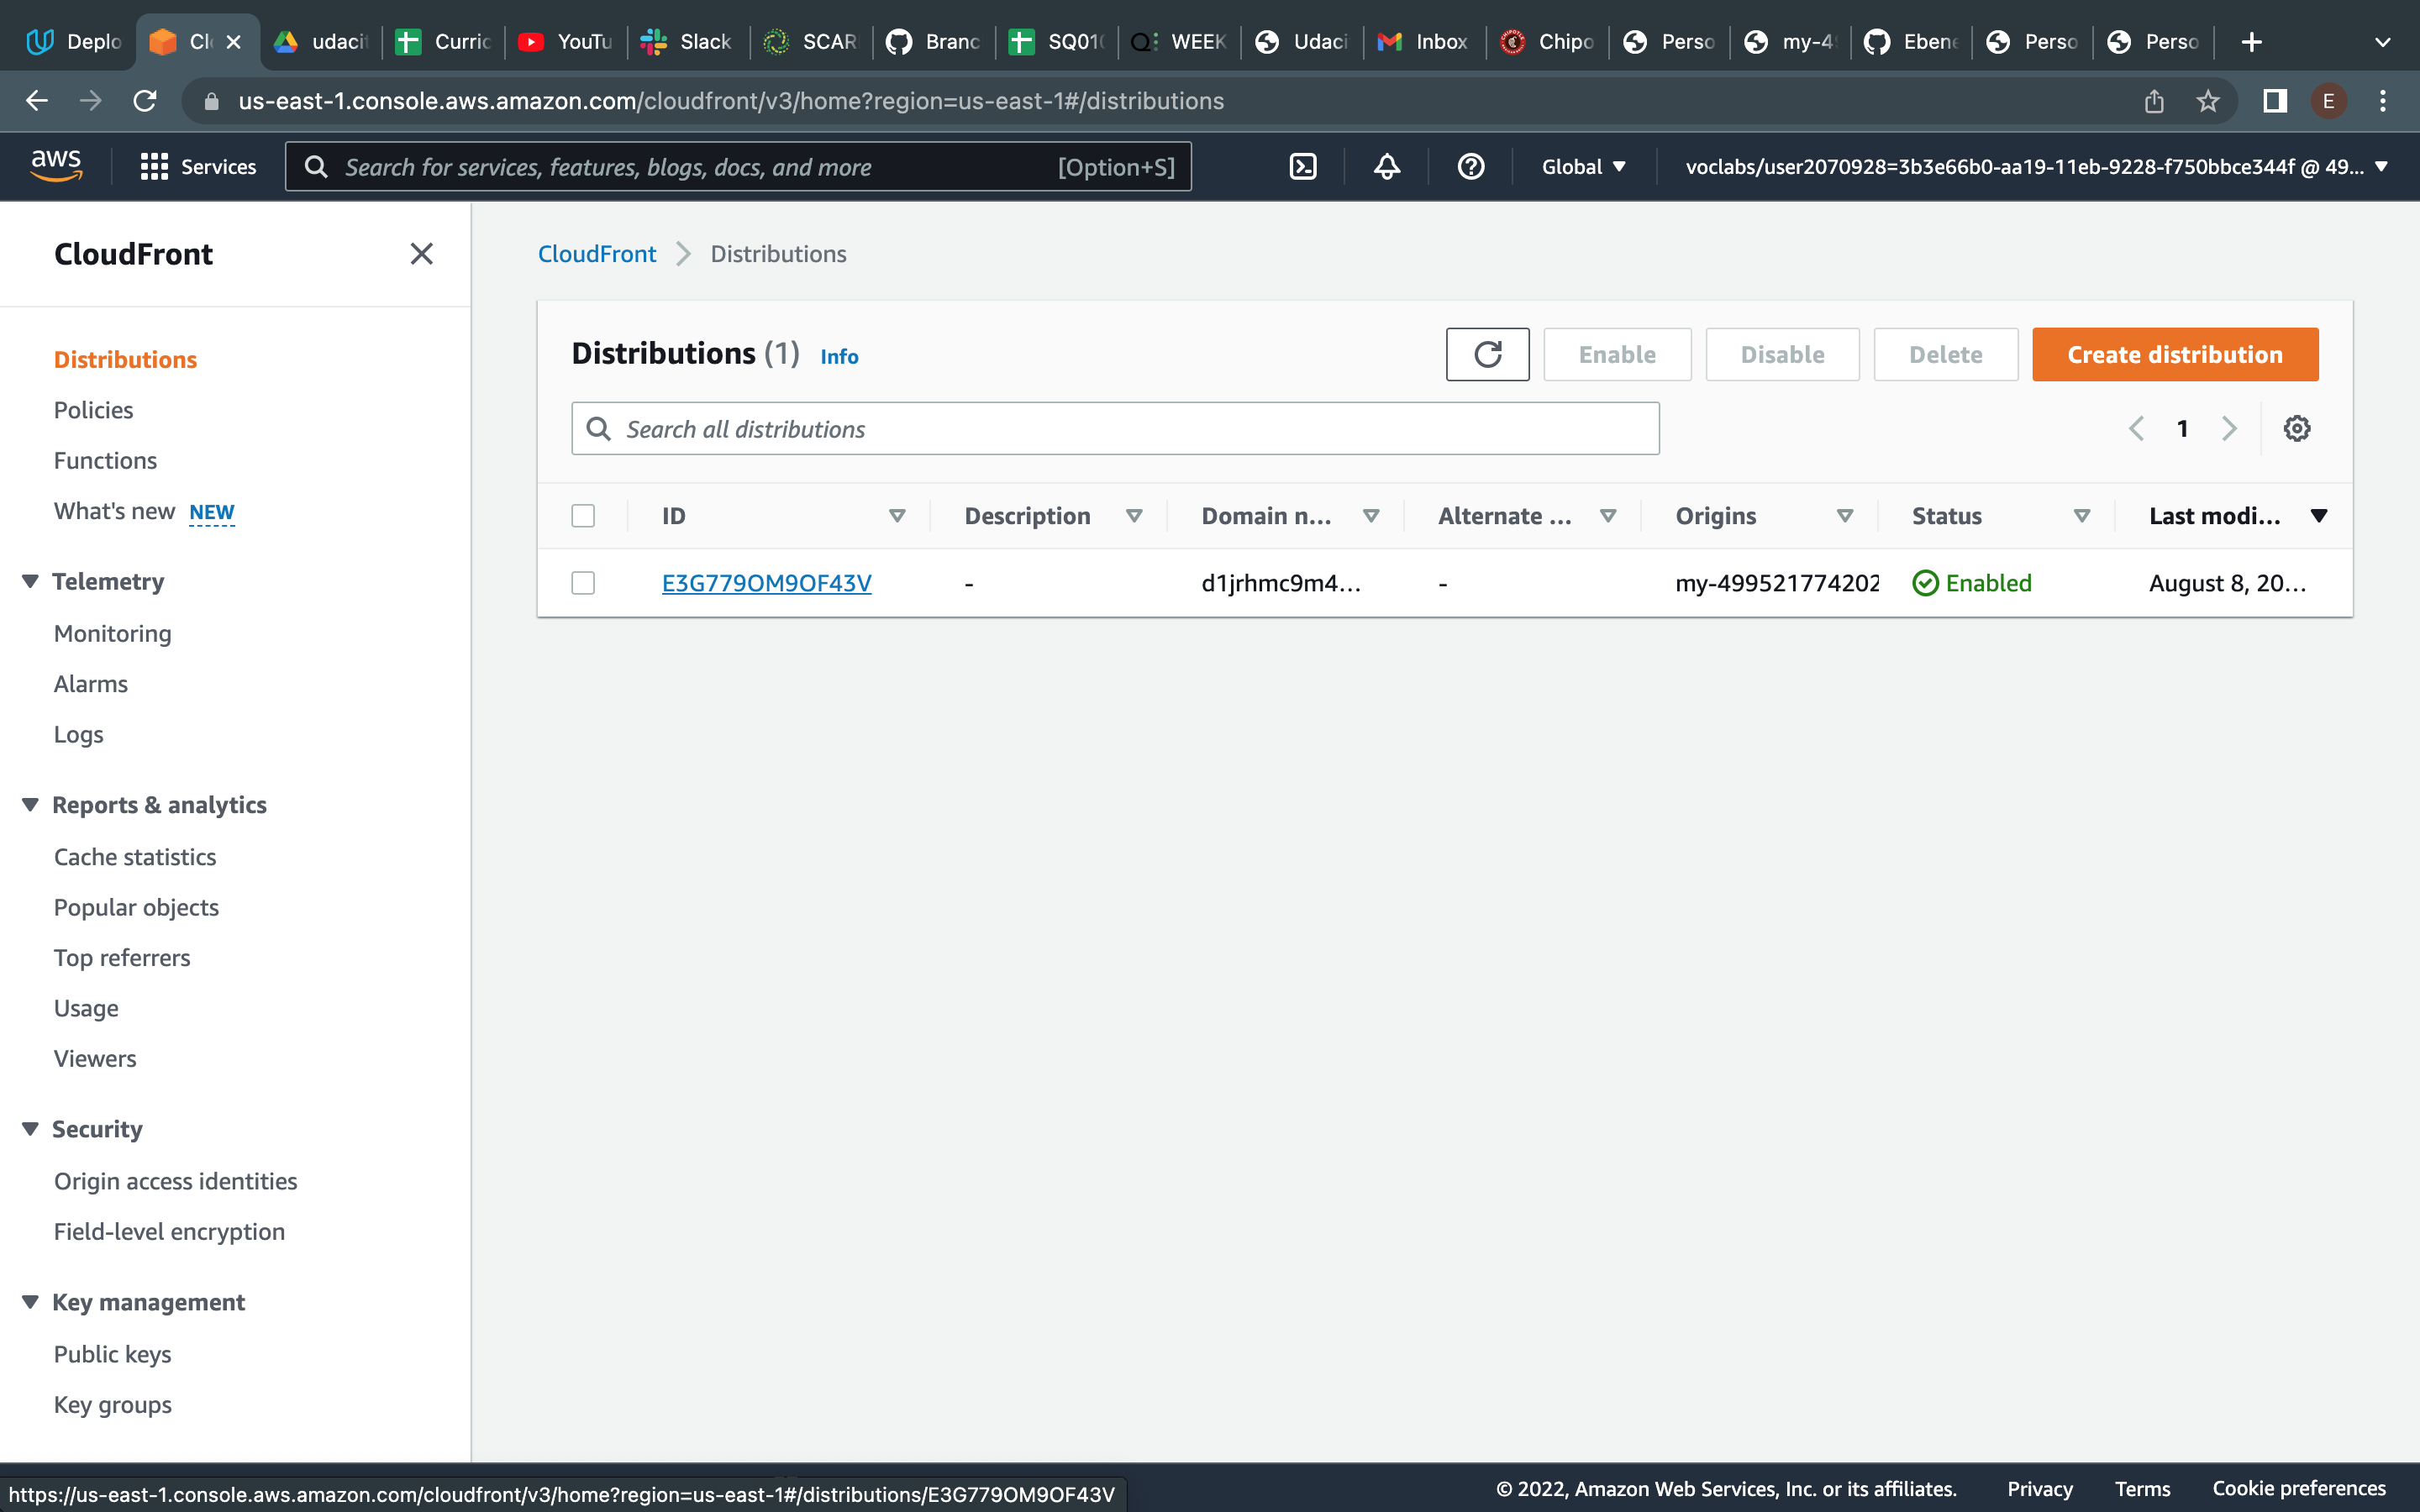 Deplo
Cl
udaci
Curric
YouTu
Slack
SCAR
Branc
SQ01
WEEK
Udaci
Inbox
Chipo
Perso
my-4
Ebene
Perso
Perso
us-east-1.console.aws.amazon.com/cloudfront/v3/home?region=us-east-1#/distributions
E
aws
Services
Search for services, features, blogs, docs, and more
[Option+S]
Global
voclabs/user2070928=3b3e66b0-aa19-11eb-9228-f750bbce344f @ 49...
CloudFront
Distributions
Policies
Functions
What's new NEW
Telemetry
Monitoring
Alarms
Logs
Reports & analytics
Cache statistics
Popular objects
Top referrers
Usage
Viewers
Security
Origin access identities
Field-level encryption
Key management
Public keys
Key groups
CloudFront
Distributions
Distributions (1) Info
Enable
Disable
Delete
Create distribution
Search all distributions
1
ID
Description
Domain n...
Alternate ...
Origins
Status
Last modi...
E3G779OM9OF43V
-
d1jrhmc9m4...
-
my-499521774202
Enabled
August 8, 20...
https://us-east-1.console.aws.amazon.com/cloudfront/v3/home?region=us-east-1#/distributions/E3G779OM9OF43V
© 2022, Amazon Web Services, Inc. or its affiliates.
Privacy
Terms
Cookie preferences